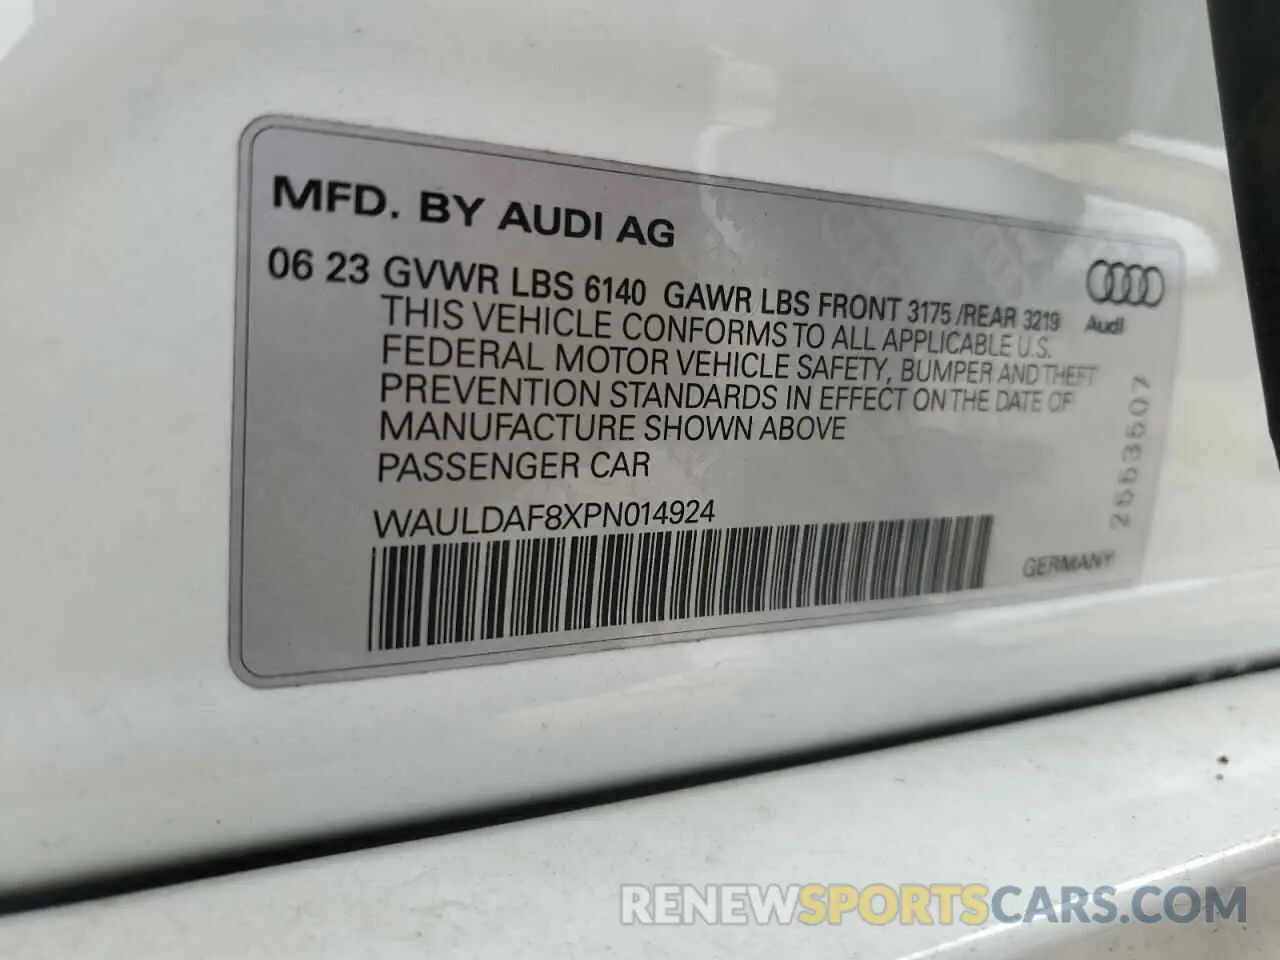 MFD. BY AUDI AG
06 23 GVWR LBS 6140 GAWR LBS FRONT 3175 /REAR 3219
THIS VEHICLE CONFORMS TO ALL APPLICABLE U.S.
FEDERAL MOTOR VEHICLE SAFETY, BUMPER AND THEFT
PREVENTION STANDARDS IN EFFECT ON THE DATE OF
MANUFACTURE SHOWN ABOVE
PASSENGER CAR
WAULDAF8XPN014924
Audi
2553507
GERMANY
RENEWSPORTSCARS.COM